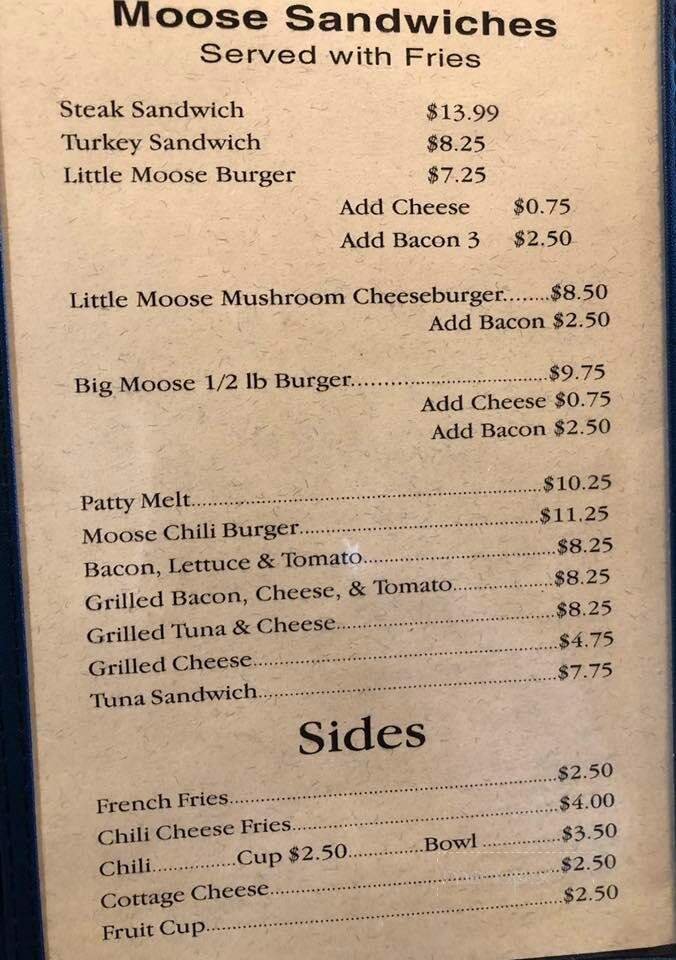 Moose Sandwiches
Served with Fries
Steak Sandwich $13.99
Turkey Sandwich $8.25
Little Moose Burger $7.25
Add Cheese $0.75
Add Bacon 3 $2.50
Little Moose Mushroom Cheeseburger........$8.50
Add Bacon $2.50
Big Moose 1/2 lb Burger..........................................$9.75
Add Cheese $0.75
Add Bacon $2.50
Patty Melt..............................................................$10.25
Moose Chili Burger..........................................$11.25
Bacon, Lettuce & Tomato.................................$8.25
Grilled Bacon, Cheese, & Tomato.................$8.25
Grilled Tuna & Cheese.....................................$8.25
Grilled Cheese.....................................................$4.75
Tuna Sandwich....................................................$7.75
Sides
French Fries..........................................................$2.50
Chili Cheese Fries..............................................$4.00
Chili..............Cup $2.50.............Bowl .............$3.50
Cottage Cheese...................................................$2.50
Fruit Cup..............................................................$2.50